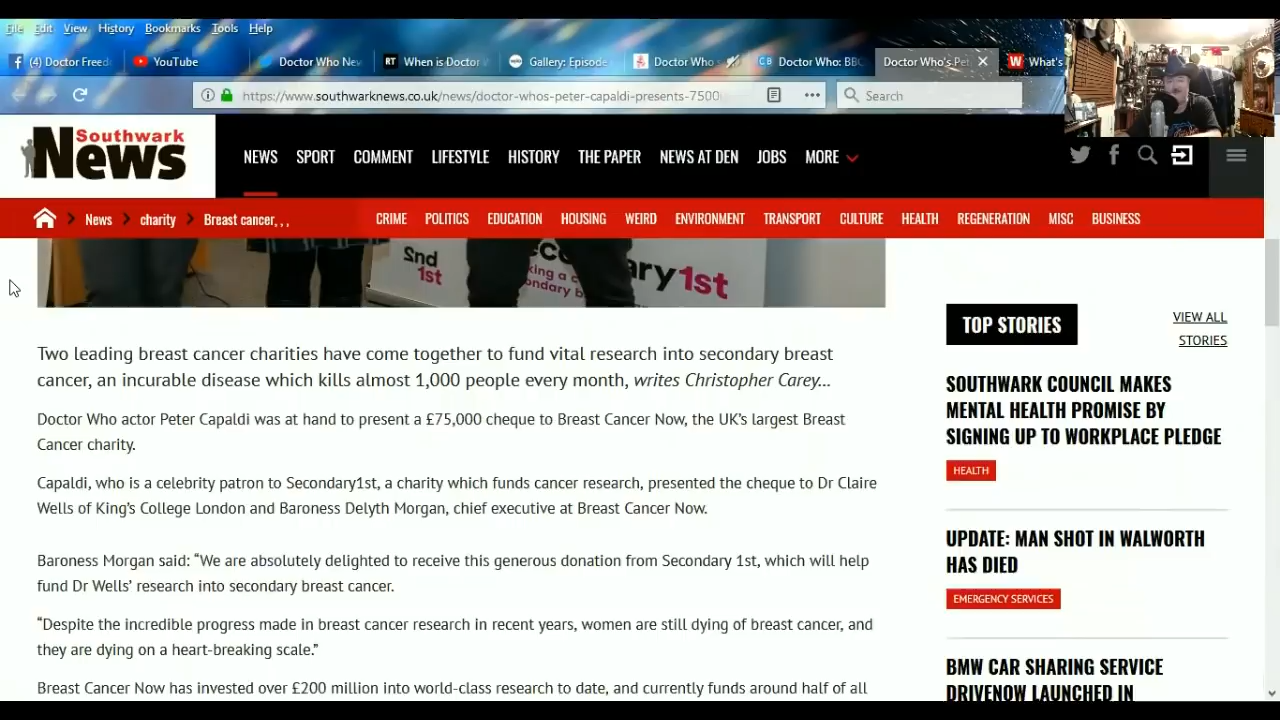 File Edit View History Bookmarks Tools Help
(4) Doctor Freed
YouTube
Doctor Who New
RT When is Doctor
Gallery: Episode
Doctor Who
CB Doctor Who: BBC
Doctor Who's Pet
W What's
https://www.southwarknews.co.uk/news/doctor-whos-peter-capaldi-presents-7500
Search
Southwark
News
NEWS SPORT COMMENT LIFESTYLE HISTORY THE PAPER NEWS AT DEN JOBS MORE
News charity Breast cancer, , ,
CRIME POLITICS EDUCATION HOUSING WEIRD ENVIRONMENT TRANSPORT CULTURE HEALTH REGENERATION MISC BUSINESS
2nd
1st
ary1st
king a c
condary b
Two leading breast cancer charities have come together to fund vital research into secondary breast
cancer, an incurable disease which kills almost 1,000 people every month, writes Christopher Carey...
Doctor Who actor Peter Capaldi was at hand to present a £75,000 cheque to Breast Cancer Now, the UK's largest Breast
Cancer charity.
Capaldi, who is a celebrity patron to Secondary1st, a charity which funds cancer research, presented the cheque to Dr Claire
Wells of King's College London and Baroness Delyth Morgan, chief executive at Breast Cancer Now.
Baroness Morgan said: “We are absolutely delighted to receive this generous donation from Secondary 1st, which will help
fund Dr Wells’ research into secondary breast cancer.
“Despite the incredible progress made in breast cancer research in recent years, women are still dying of breast cancer, and
they are dying on a heart-breaking scale.”
Breast Cancer Now has invested over £200 million into world-class research to date, and currently funds around half of all
TOP STORIES
VIEW ALL
STORIES
SOUTHWARK COUNCIL MAKES
MENTAL HEALTH PROMISE BY
SIGNING UP TO WORKPLACE PLEDGE
HEALTH
UPDATE: MAN SHOT IN WALWORTH
HAS DIED
EMERGENCY SERVICES
BMW CAR SHARING SERVICE
DRIVENOW LAUNCHED IN